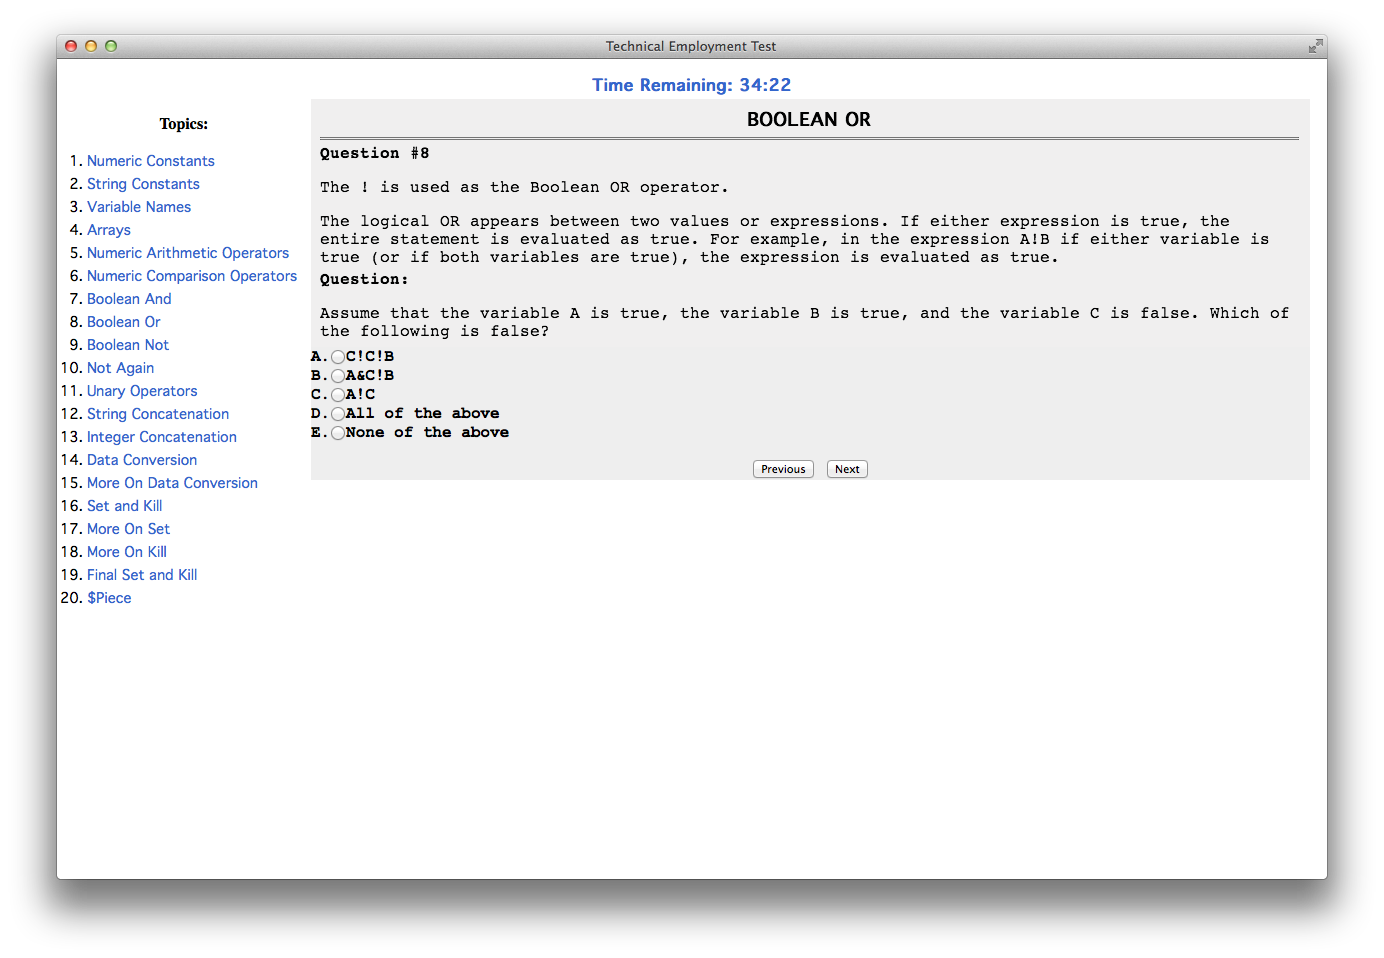 Technical Employment Test
Time Remaining: 34:22
Topics:
1. Numeric Constants
2. String Constants
3. Variable Names
4. Arrays
5. Numeric Arithmetic Operators
6. Numeric Comparison Operators
7. Boolean And
8. Boolean Or
9. Boolean Not
10. Not Again
11. Unary Operators
12. String Concatenation
13. Integer Concatenation
14. Data Conversion
15. More On Data Conversion
16. Set and Kill
17. More On Set
18. More On Kill
19. Final Set and Kill
20. $Piece
BOOLEAN OR
Question #8
The ! is used as the Boolean OR operator.
The logical OR appears between two values or expressions. If either expression is true, the
entire statement is evaluated as true. For example, in the expression A!B if either variable is
true (or if both variables are true), the expression is evaluated as true.
Question:
Assume that the variable A is true, the variable B is true, and the variable C is false. Which of
the following is false?
A. C!C!B
B. A&C!B
C. A!C
D. All of the above
E. None of the above
Previous Next